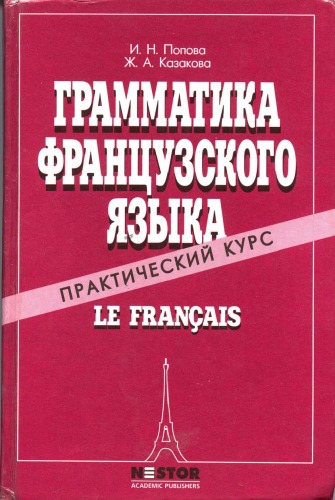 И. Н. Попова
Ж. А. Казакова
ГРАММАТИКА
ФРАНЦУЗСКОГО
ЯЗЫКА
ПРАКТИЧЕСКИЙ КУРС
LE FRANÇAIS
NESTOR
ACADEMIC PUBLISHERS